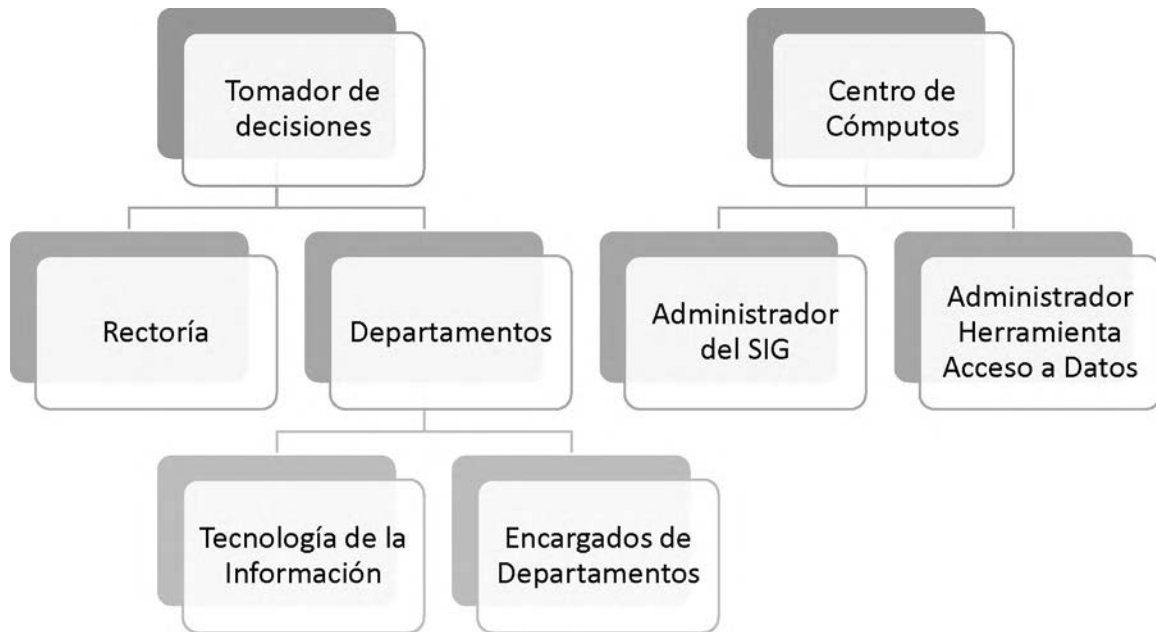 Tomador de
decisiones
Centro de
Cómputos
Rectoría
Departamentos
Administrador
del SIG
Administrador
Herramienta
Acceso a Datos
Tecnología de la
Información
Encargados de
Departamentos